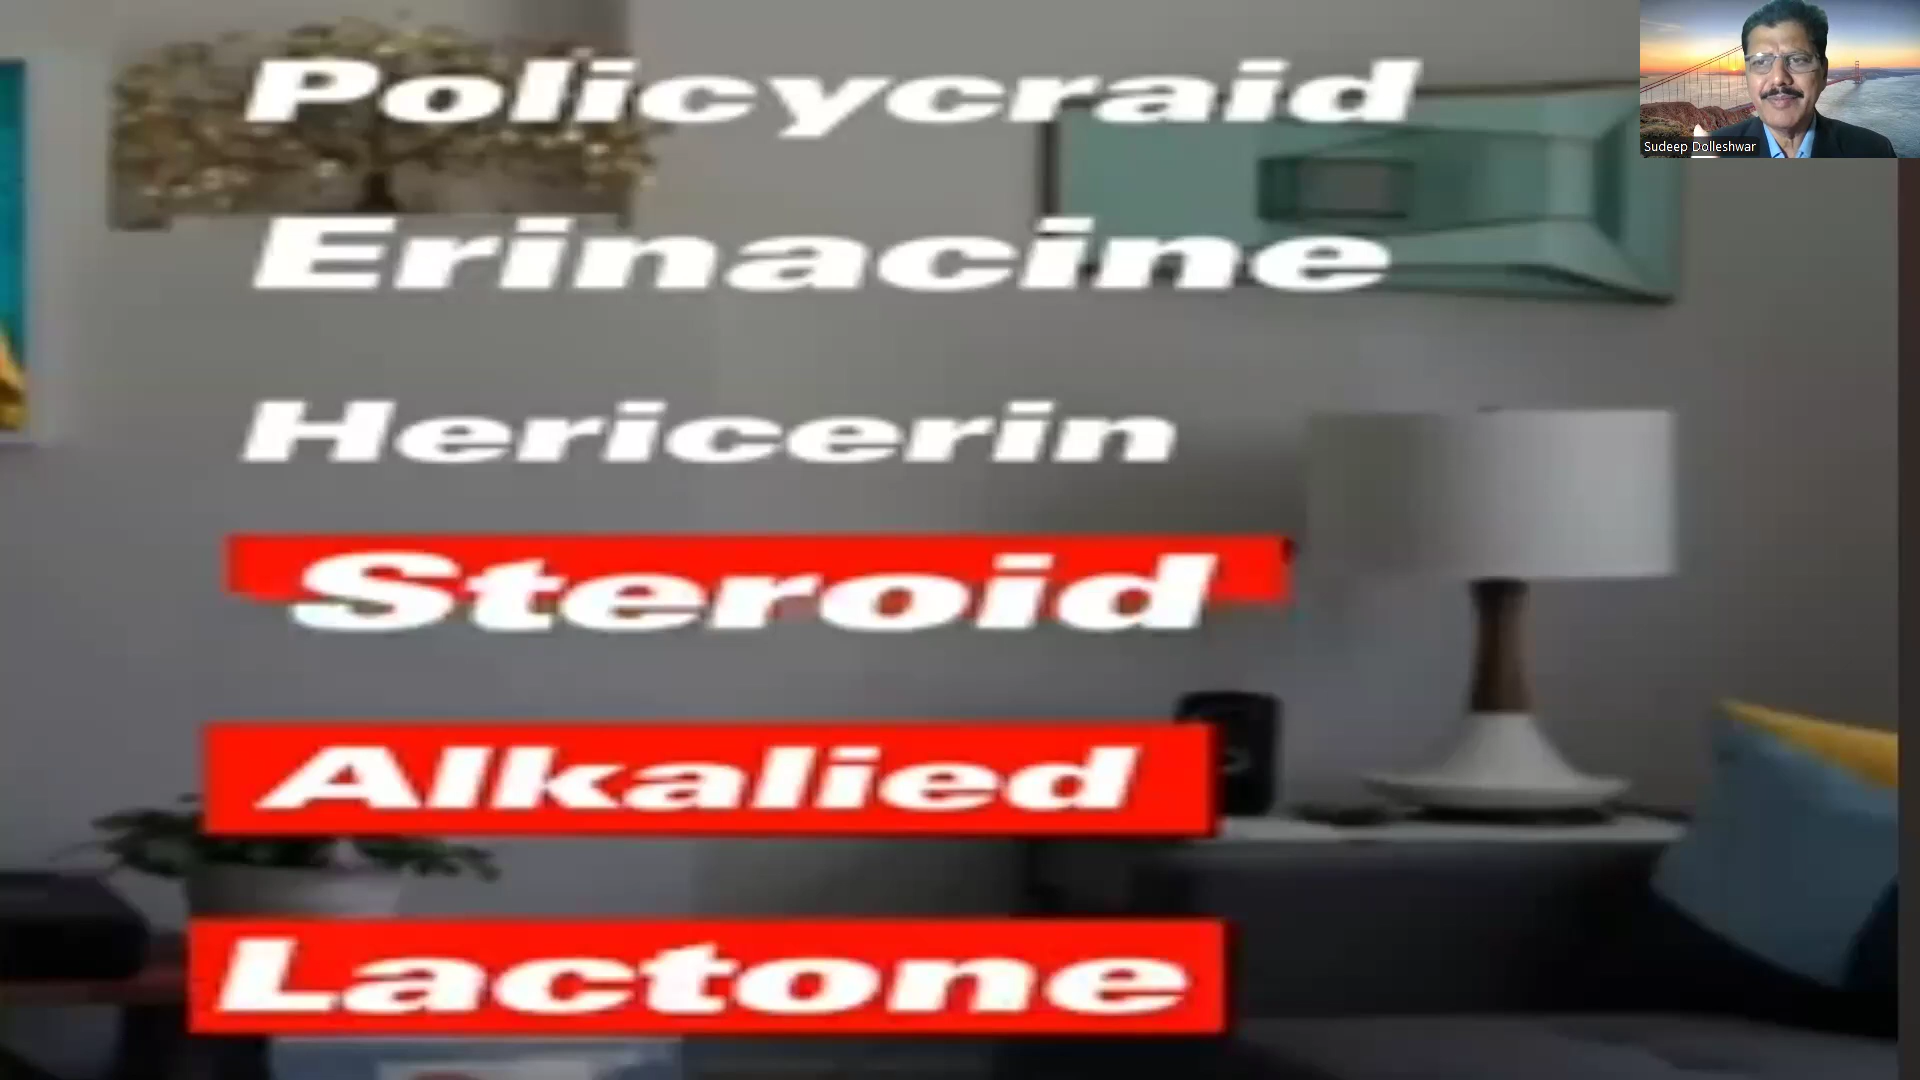 Policycraid
Sudeep Dolleshwar
Erinacine
Hericerin
Steroid
Alkalied
Lactone